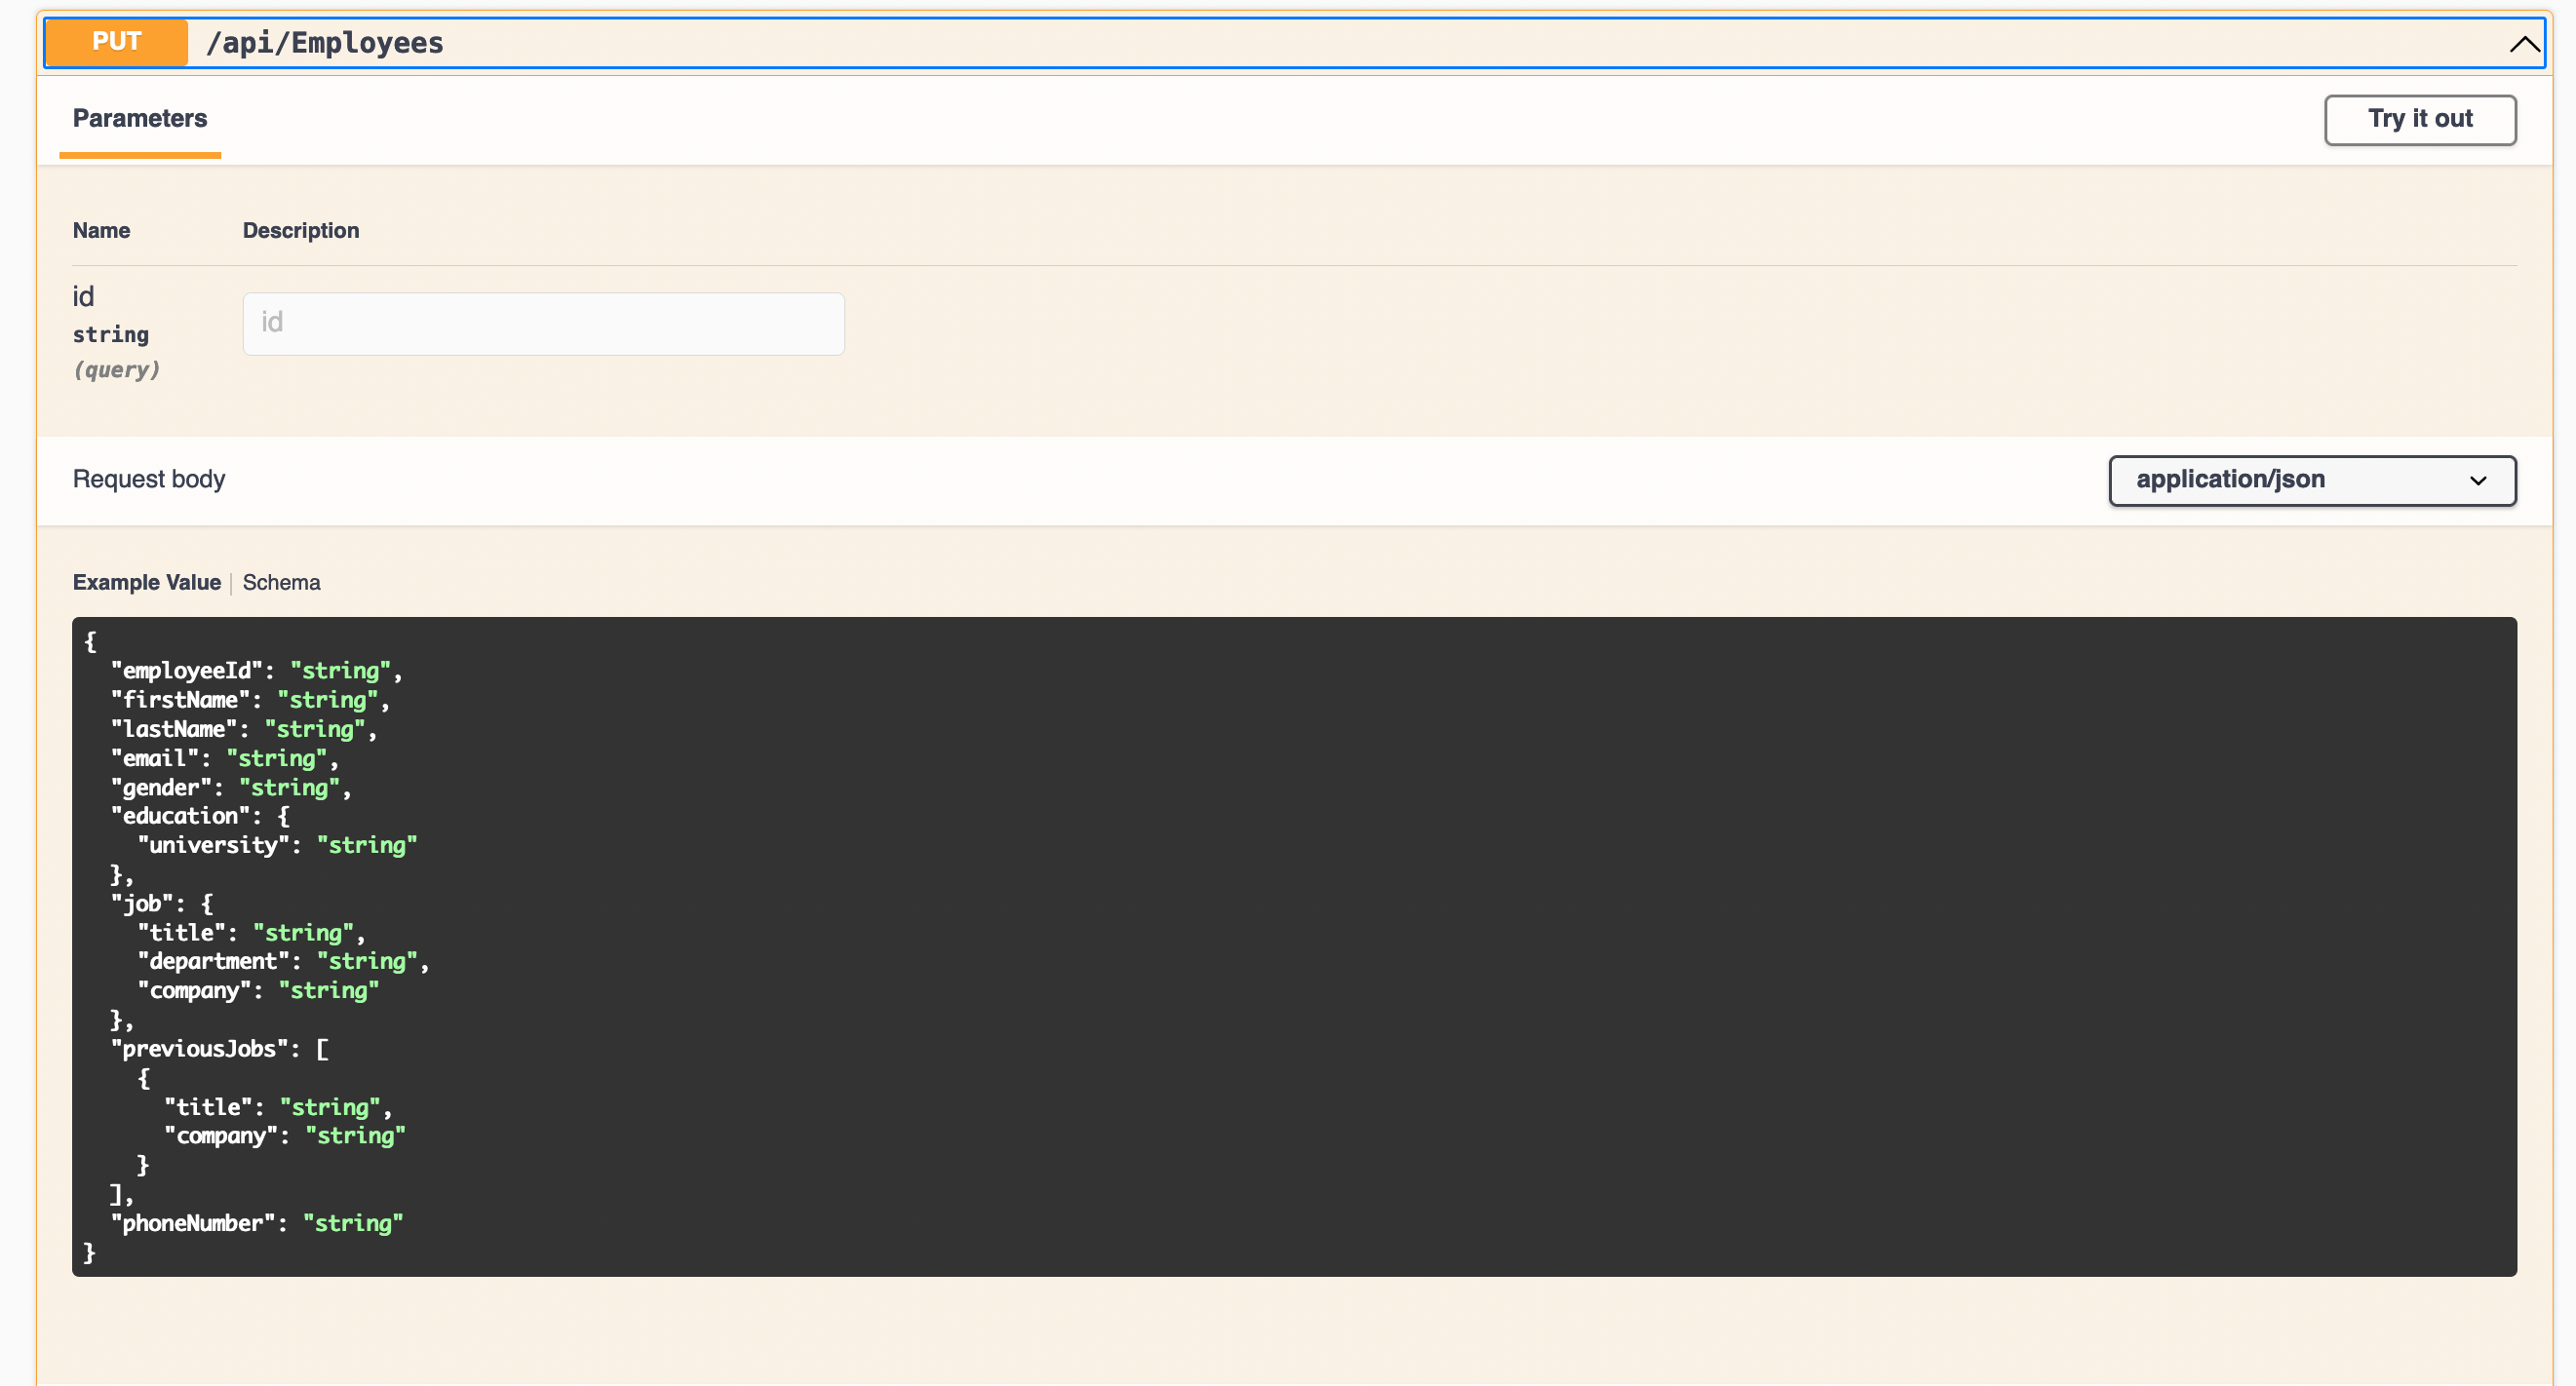 PUT /api/Employees
Parameters
Try it out
Name Description
id
string
(query)
id
Request body
application/json
Example Value | Schema
{
  "employeeId": "string",
  "firstName": "string",
  "lastName": "string",
  "email": "string",
  "gender": "string",
  "education": {
    "university": "string"
  },
  "job": {
    "title": "string",
    "department": "string",
    "company": "string"
  },
  "previousJobs": [
    {
      "title": "string",
      "company": "string"
    }
  ],
  "phoneNumber": "string"
}